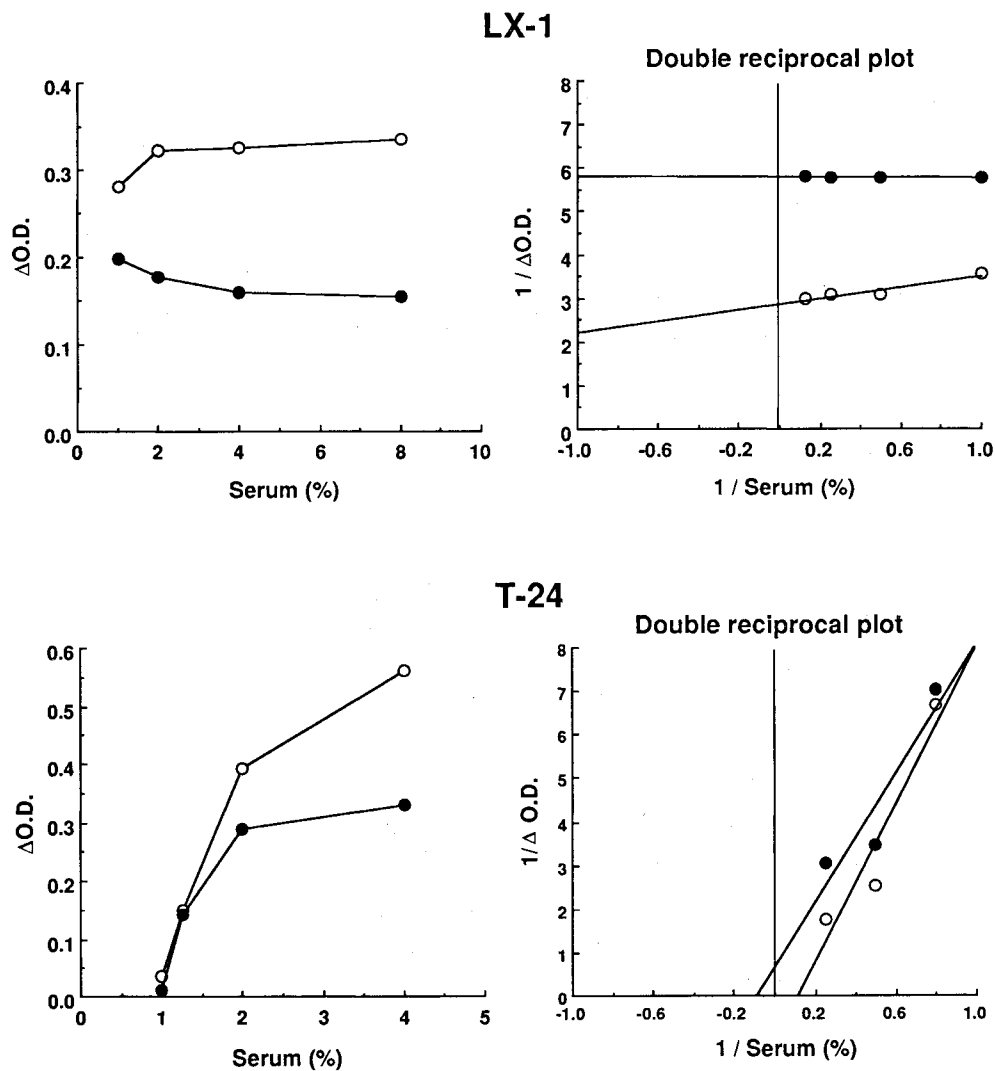 LX-1
Double reciprocal plot
0.4
0.3
0.2
0.1
0.0
ΔO.D.
0 2 4 6 8 10
Serum (%)
8
7
6
5
4
3
2
1
0
1 / ΔO.D.
-1.0 -0.6 -0.2 0.2 0.6 1.0
1 / Serum (%)
T-24
Double reciprocal plot
0.6
0.5
0.4
0.3
0.2
0.1
0.0
ΔO.D.
0 1 2 3 4 5
Serum (%)
8
7
6
5
4
3
2
1
0
1/Δ O.D.
-1.0 -0.6 -0.2 0.2 0.6 1.0
1 / Serum (%)